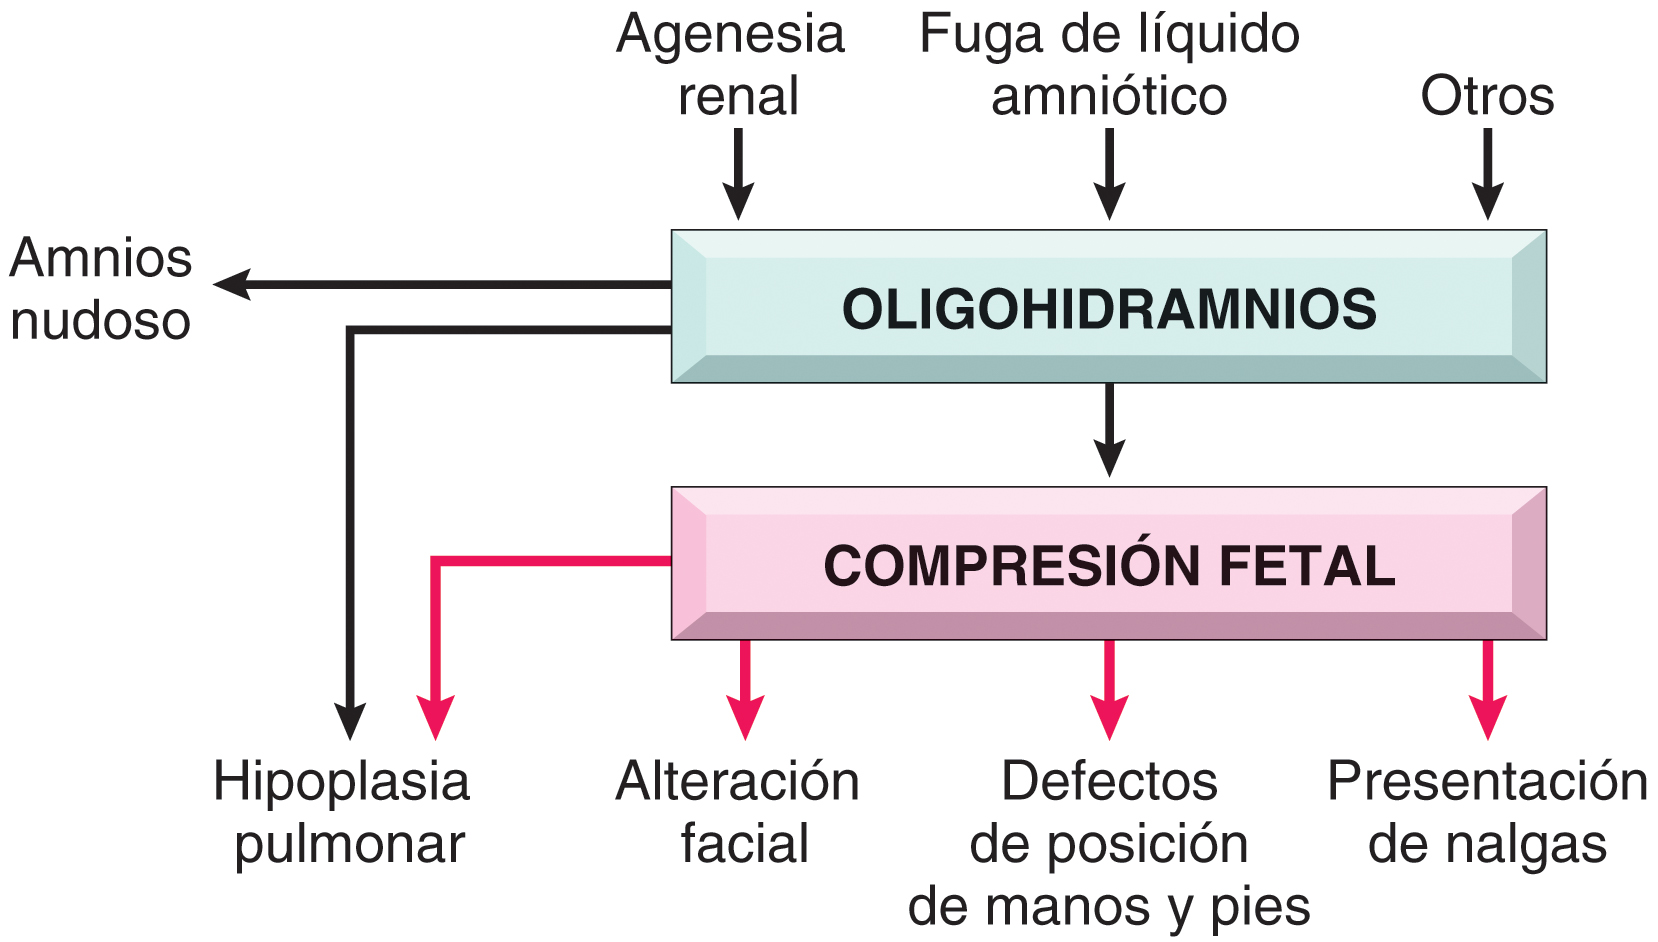 Agenesia
renal
Fuga de líquido
amniótico
Otros
Amnios
nudoso
OLIGOHIDRAMNIOS
COMPRESIÓN FETAL
Hipoplasia
pulmonar
Alteración
facial
Defectos
de posición
de manos y pies
Presentación
de nalgas